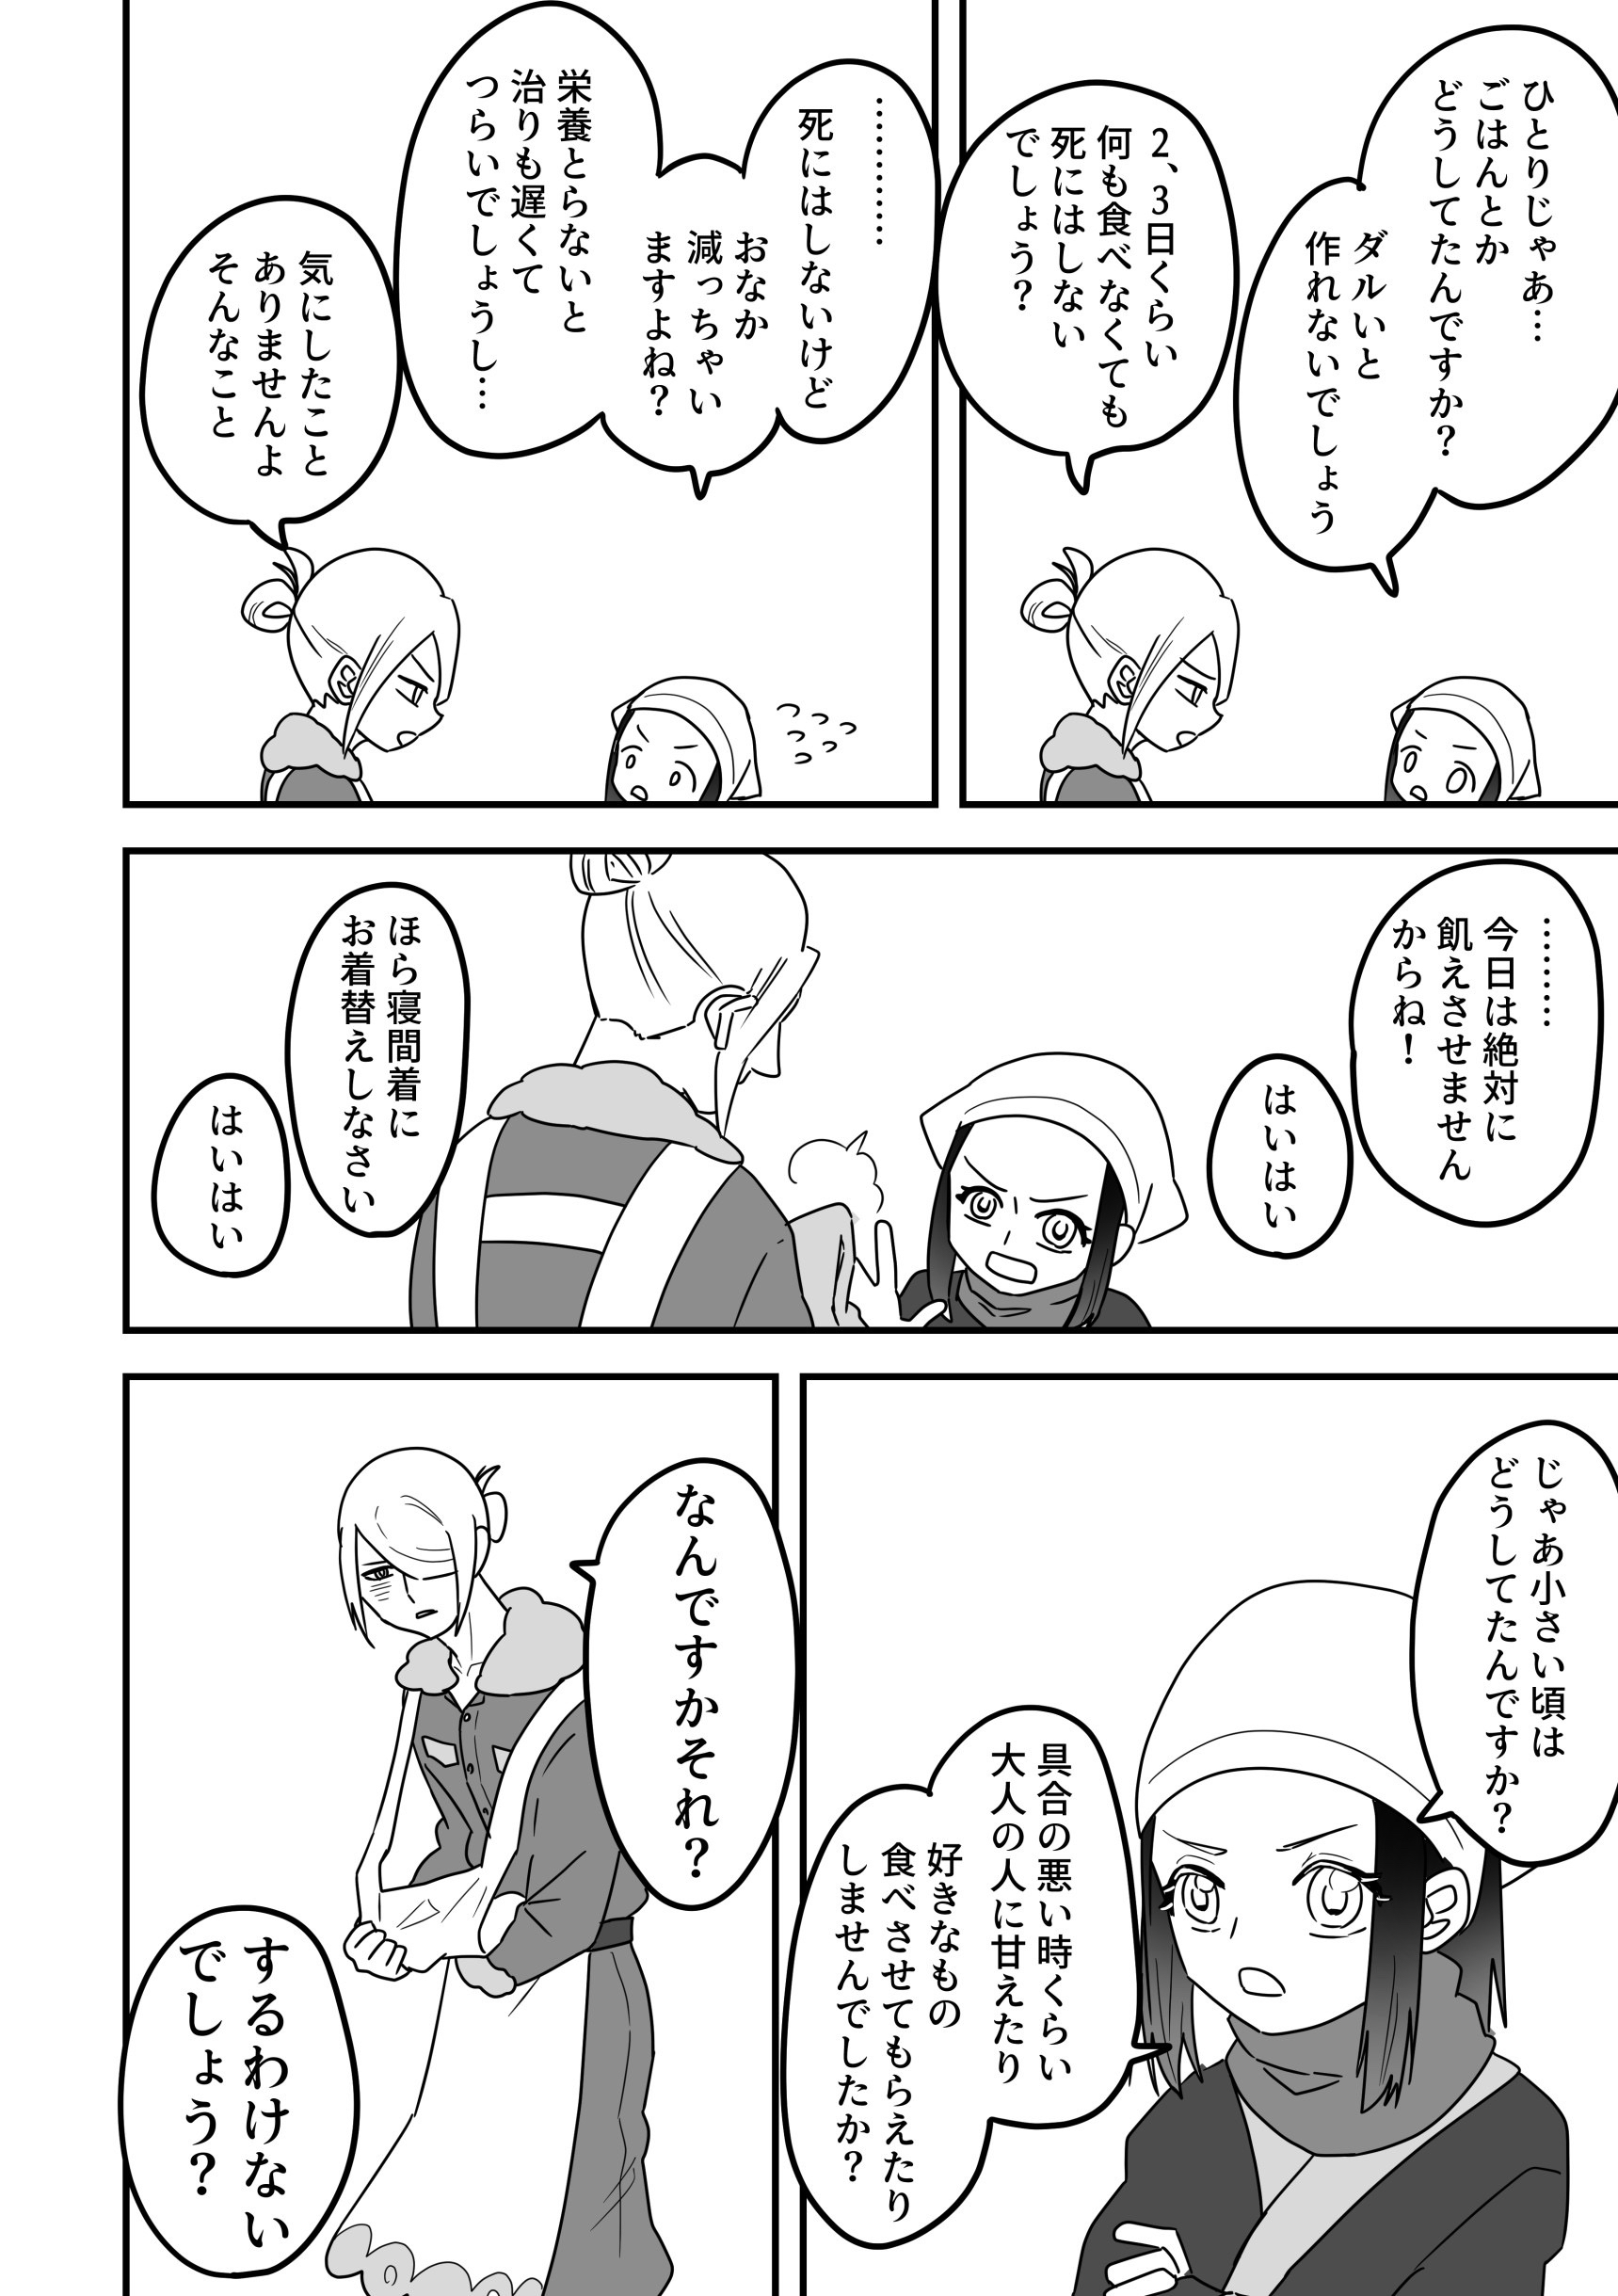 ひとりじゃあ…
ごはんとか
どうしてたんですか?
ダルいと
作れないでしょう
2、3日くらい
何も食べなくても
死にはしない
でしょう?
…………
死にはしないけど
おなか
減っちゃい
ますよね?
栄養とらないと
治りも遅くて
つらいでしょうし…
気にしたこと
ありませんよ
そんなこと
………
今日は絶対に
飢えさせません
からね!
はいはい
ほら寝間着に
お着替えしなさい
はいはい
じゃあ小さい頃は
どうしてたんですか?
具合の悪い時くらい
大人の人に甘えたり
好きなもの
食べさせてもらえたり
しませんでしたか?
なんですかそれ?
するわけない
でしょう?